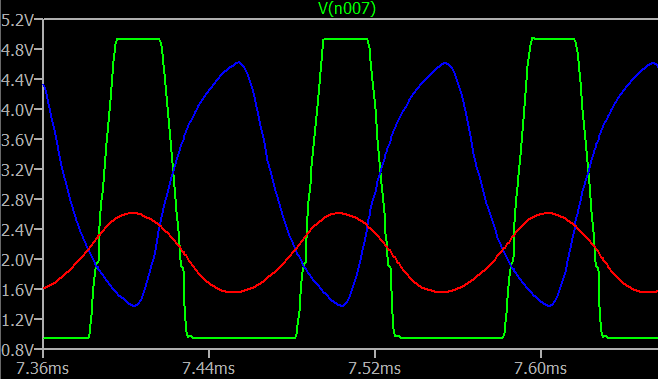 V(n007)
5.2V
4.8V
4.4V
4.0V
3.6V
3.2V
2.8V
2.4V
2.0V
1.6V
1.2V
0.8V
7.36ms 7.44ms 7.52ms 7.60ms